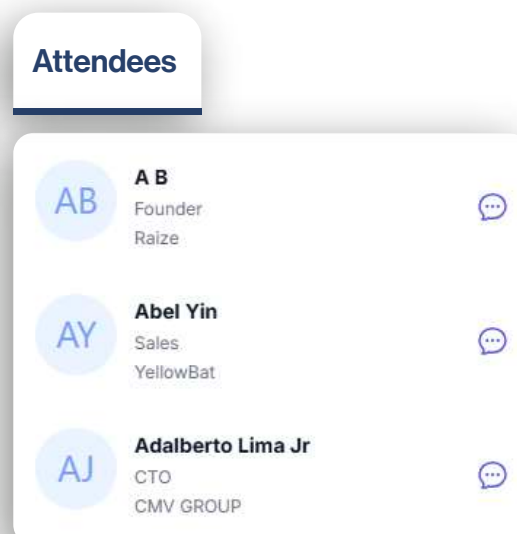 Attendees
AB
A B
Founder
Raize
AY
Abel Yin
Sales
YellowBat
AJ
Adalberto Lima Jr
CTO
CMV GROUP